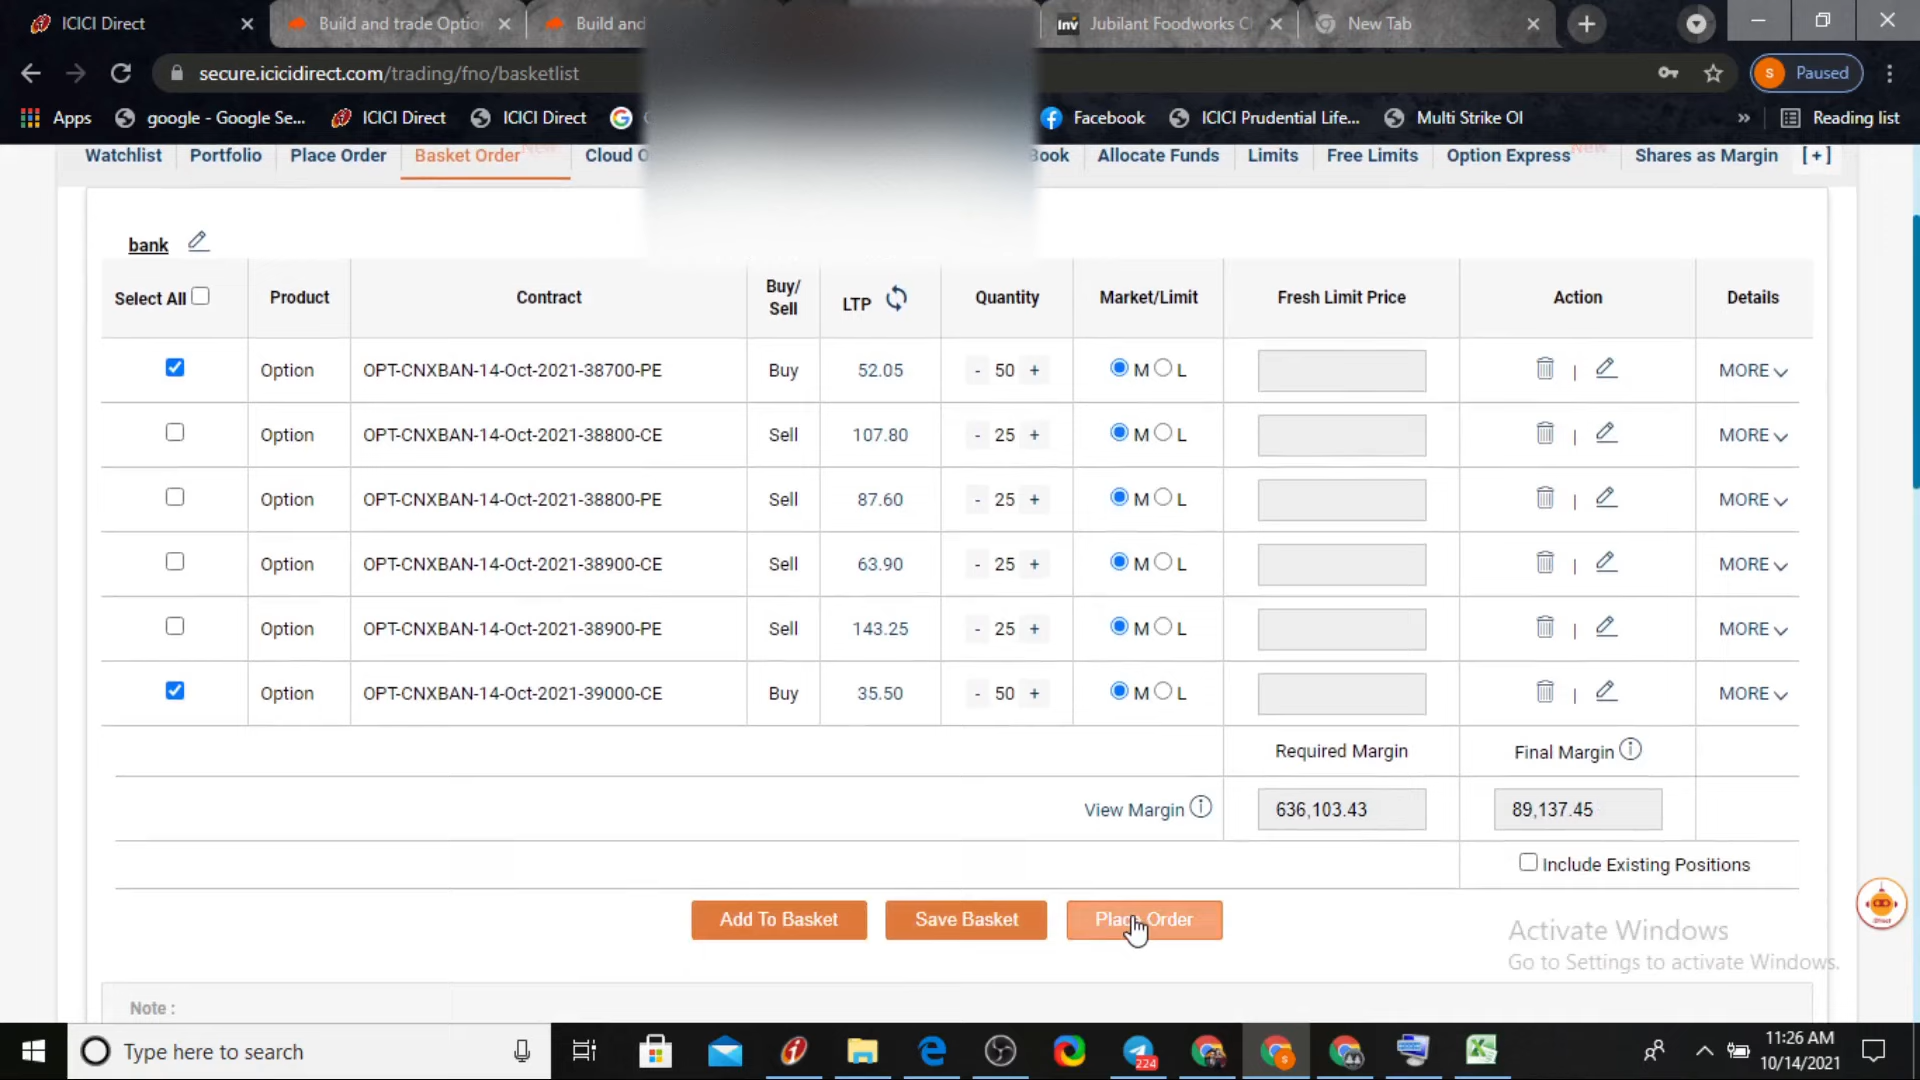 ICICI Direct
Build and trade Optio
Build and
Inv Jubilant Foodworks C
New Tab
secure.icicidirect.com/trading/fno/basketlist
S Paused
Apps
google - Google Se...
ICICI Direct
ICICI Direct
Facebook
ICICI Prudential Life...
Multi Strike OI
» Reading list
Watchlist
Portfolio
Place Order
Basket Order New
Cloud O
Book
Allocate Funds
Limits
Free Limits
Option Express New
Shares as Margin
[+]
bank
Select All Product Contract Buy/ Sell LTP Quantity Market/Limit Fresh Limit Price Action Details
Option OPT-CNXBAN-14-Oct-2021-38700-PE Buy 52.05 - 50 + M L | MORE
Option OPT-CNXBAN-14-Oct-2021-38800-CE Sell 107.80 - 25 + M L | MORE
Option OPT-CNXBAN-14-Oct-2021-38800-PE Sell 87.60 - 25 + M L | MORE
Option OPT-CNXBAN-14-Oct-2021-38900-CE Sell 63.90 - 25 + M L | MORE
Option OPT-CNXBAN-14-Oct-2021-38900-PE Sell 143.25 - 25 + M L | MORE
Option OPT-CNXBAN-14-Oct-2021-39000-CE Buy 35.50 - 50 + M L | MORE
Required Margin Final Margin
View Margin 636,103.43 89,137.45
Include Existing Positions
Add To Basket Save Basket Place Order
Activate Windows
Go to Settings to activate Windows.
Note :
Type here to search
224
S
11:26 AM
10/14/2021